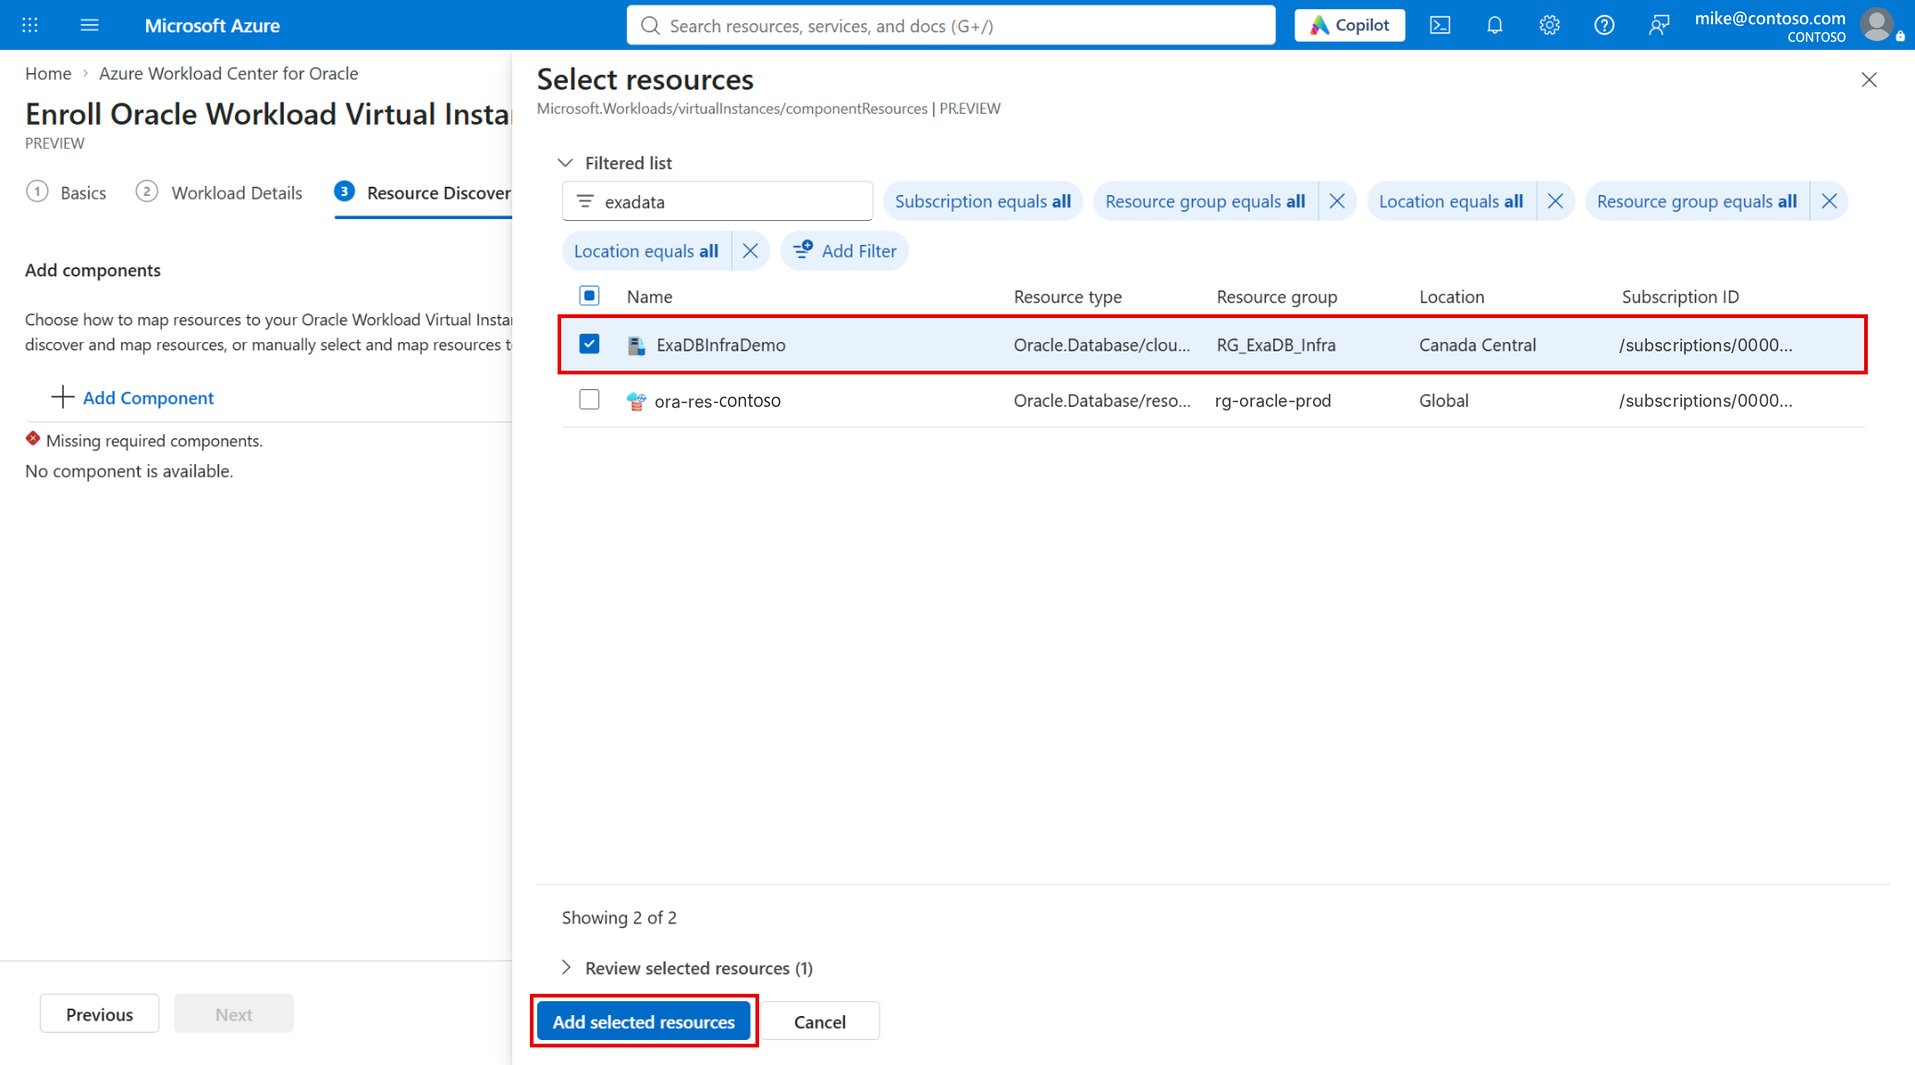 Microsoft Azure
Search resources, services, and docs (G+/)
Copilot
mike@contoso.com
CONTOSO
Home > Azure Workload Center for Oracle
Enroll Oracle Workload Virtual Insta
PREVIEW
1 Basics
2 Workload Details
3 Resource Discover
Add components
Choose how to map resources to your Oracle Workload Virtual Insta
discover and map resources, or manually select and map resources t
Add Component
Missing required components.
No component is available.
Previous
Next
Select resources
Microsoft.Workloads/virtualInstances/componentResources | PREVIEW
Filtered list
exadata
Subscription equals all
Resource group equals all
Location equals all
Resource group equals all
Location equals all
Add Filter
Name Resource type Resource group Location Subscription ID
ExaDBInfraDemo Oracle.Database/clou... RG_ExaDB_Infra Canada Central /subscriptions/0000...
ora-res-contoso Oracle.Database/reso... rg-oracle-prod Global /subscriptions/0000...
Showing 2 of 2
Review selected resources (1)
Add selected resources
Cancel